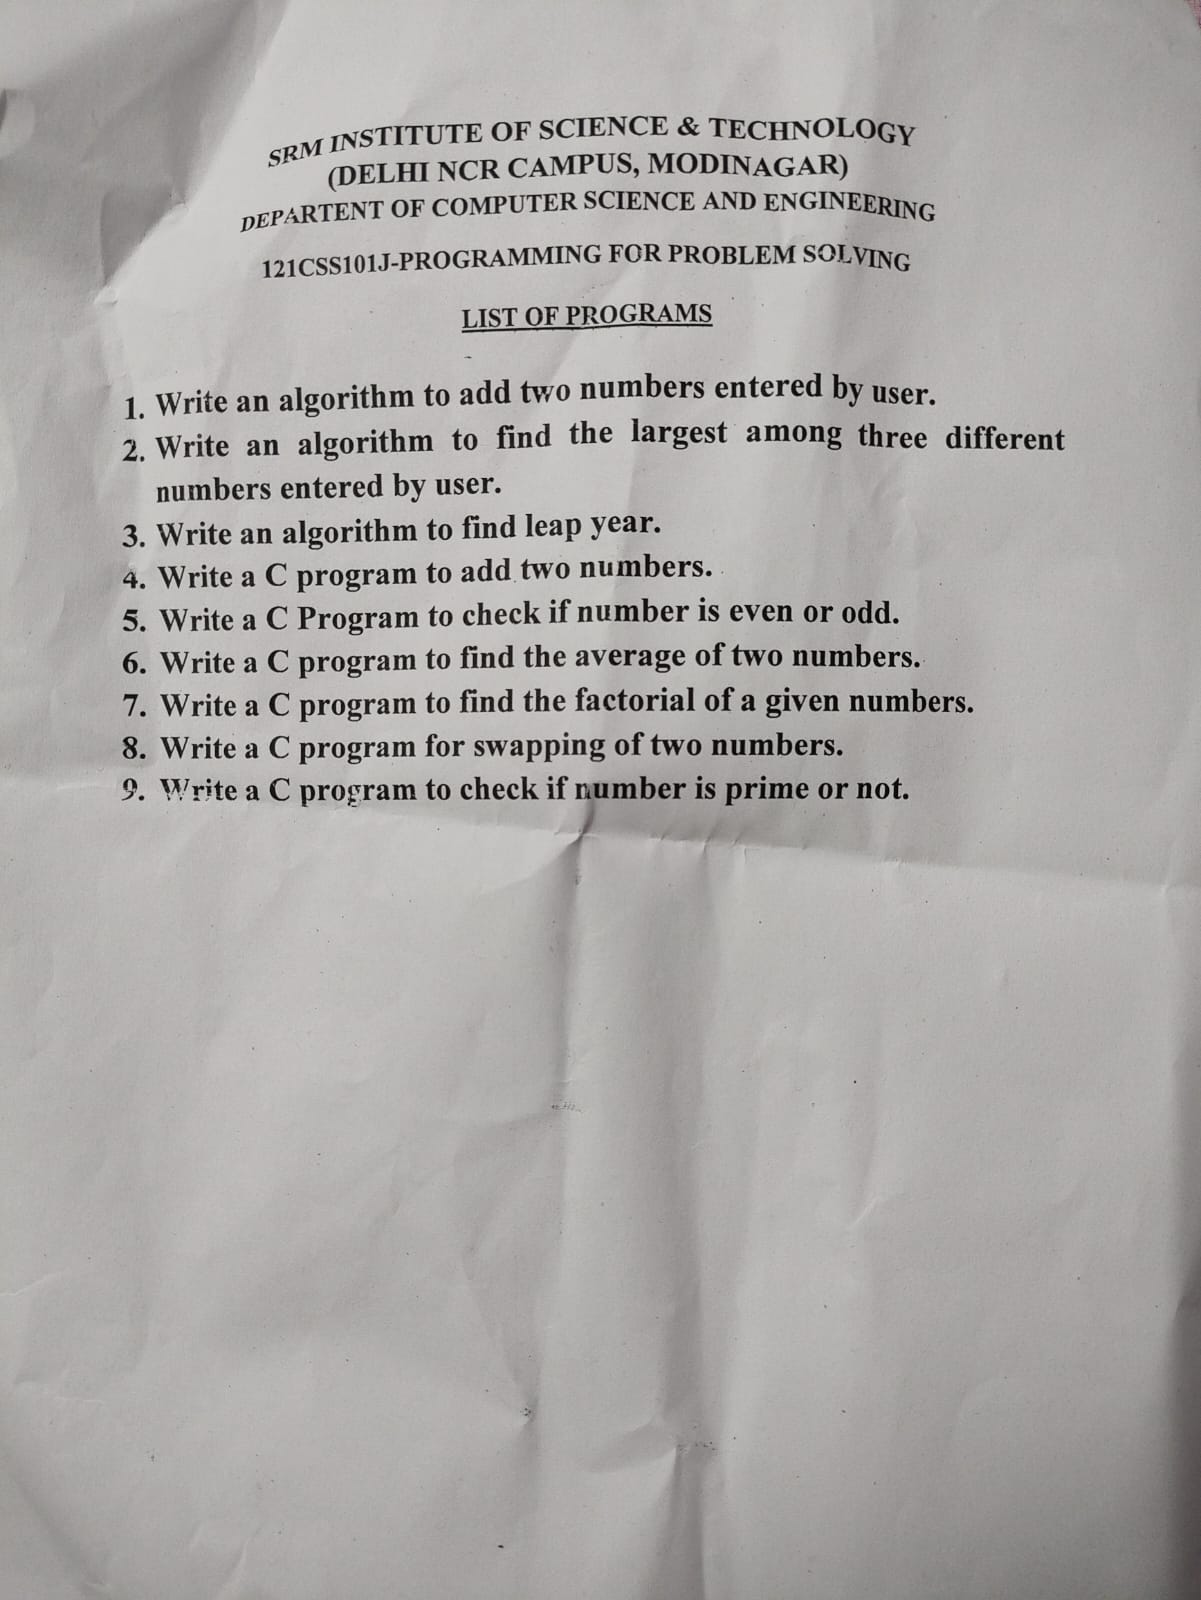 SRM INSTITUTE OF SCIENCE & TECHNOLOGY
(DELHI NCR CAMPUS, MODINAGAR)
DEPARTENT OF COMPUTER SCIENCE AND ENGINEERING
121CSS101J-PROGRAMMING FOR PROBLEM SOLVING
LIST OF PROGRAMS
1. Write an algorithm to add two numbers entered by user.
2. Write an algorithm to find the largest among three different
numbers entered by user.
3. Write an algorithm to find leap year.
4. Write a C program to add two numbers.
5. Write a C Program to check if number is even or odd.
6. Write a C program to find the average of two numbers.
7. Write a C program to find the factorial of a given numbers.
8. Write a C program for swapping of two numbers.
9. Write a C program to check if number is prime or not.